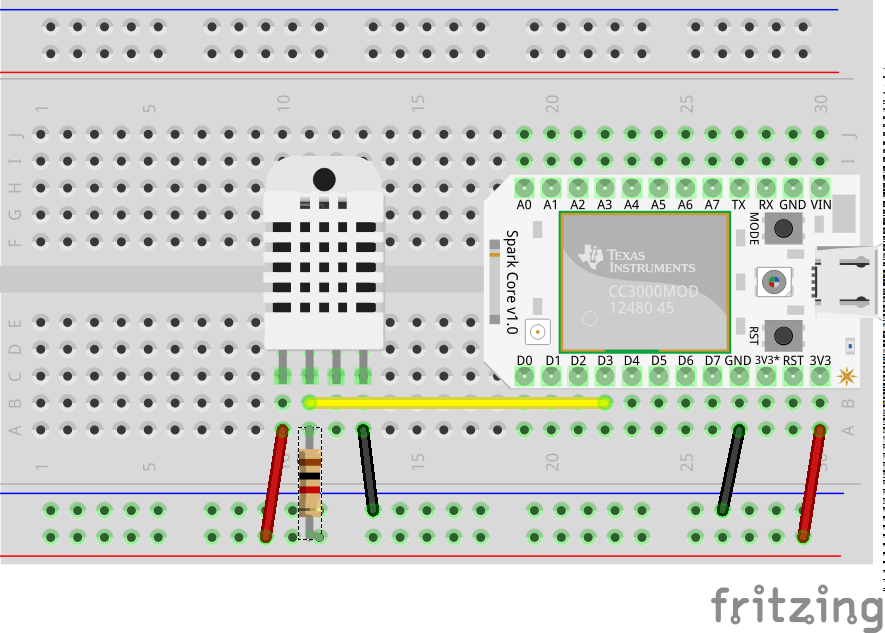 1 5 10 15 20 25 30
J J
I I
H
G
F
A0 A1 A2 A3 A4 A5 A6 A7 TX RX GND VIN
MODE
Spark Core v1.0
TEXAS
INSTRUMENTS
CC3000MOD
12480 45
RST
D0 D1 D2 D3 D4 D5 D6 D7 GND 3V3* RST 3V3
E
D
C
B B
A A
1 5 10 15 20 25 30
fritzing